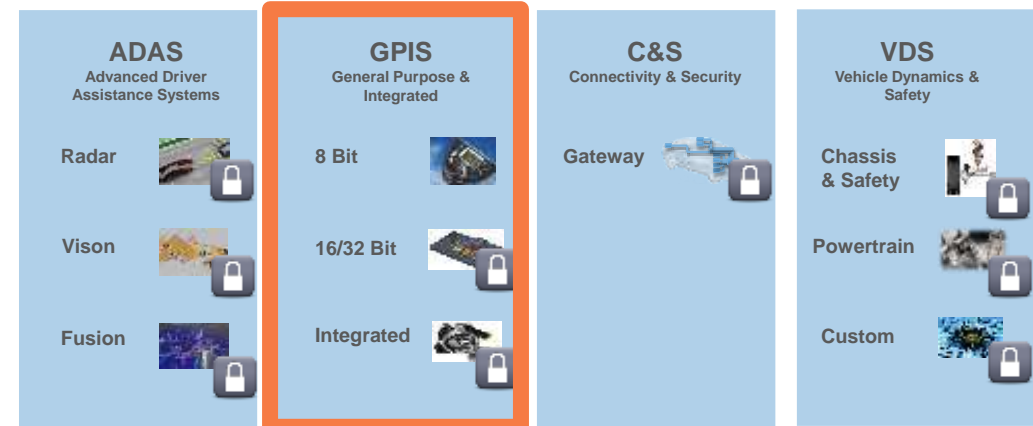 ADAS
Advanced Driver
Assistance Systems
Radar
Vison
Fusion
GPIS
General Purpose &
Integrated
8 Bit
16/32 Bit
Integrated
C&S
Connectivity & Security
Gateway
VDS
Vehicle Dynamics &
Safety
Chassis
& Safety
Powertrain
Custom